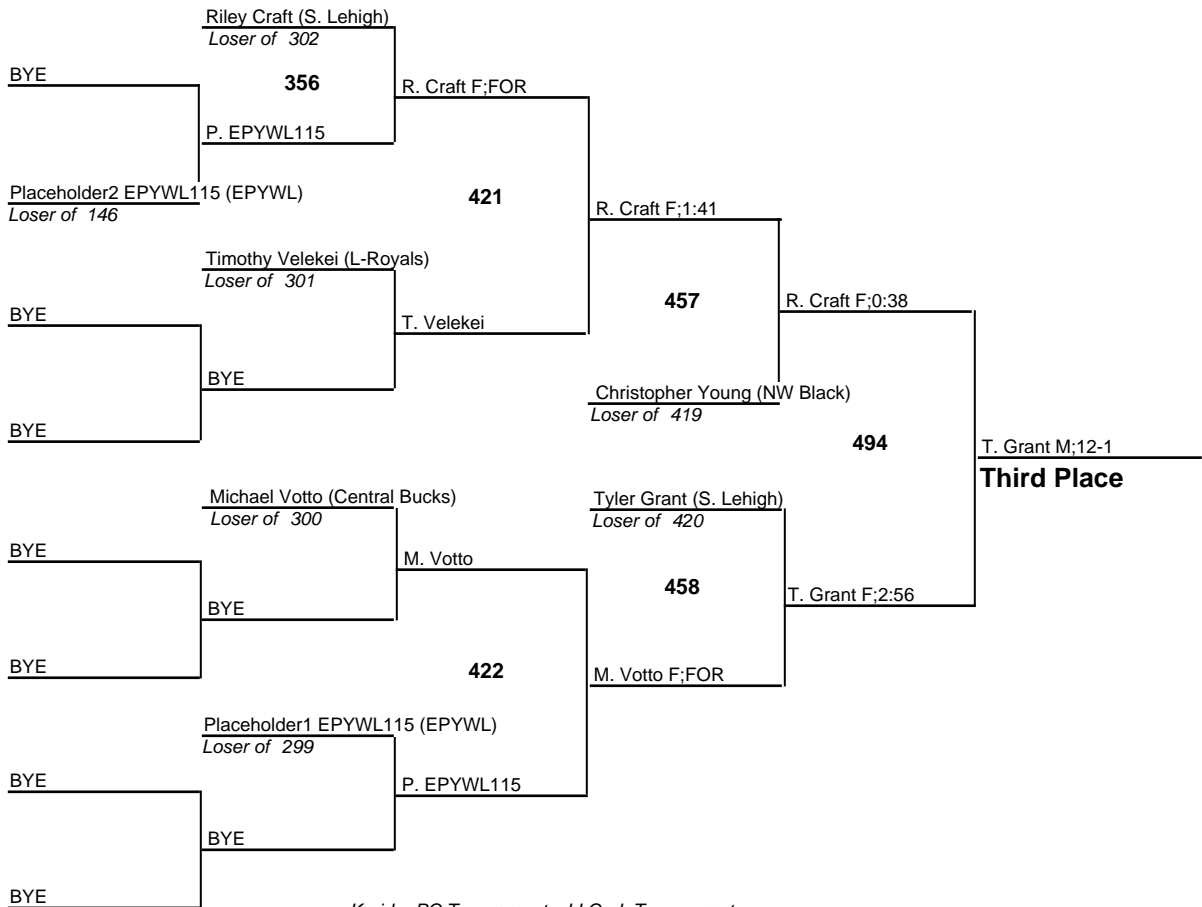 Riley Craft (S. Lehigh)
Loser of 302
BYE
356
R. Craft F;FOR
P. EPYWL115
Placeholder2 EPYWL115 (EPYWL)
Loser of 146
421
R. Craft F;1:41
Timothy Velekei (L-Royals)
Loser of 301
457
R. Craft F;0:38
BYE
T. Velekei
BYE
Christopher Young (NW Black)
Loser of 419
BYE
494
T. Grant M;12-1
Third Place
Michael Votto (Central Bucks)
Loser of 300
Tyler Grant (S. Lehigh)
Loser of 420
BYE
M. Votto
458
T. Grant F;2:56
BYE
BYE
422
M. Votto F;FOR
Placeholder1 EPYWL115 (EPYWL)
Loser of 299
BYE
P. EPYWL115
BYE
BYE